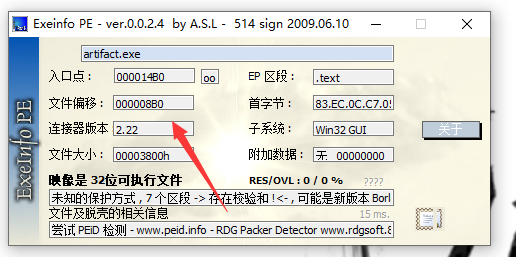 Exeinfo PE - ver.0.0.2.4 by A.S.L - 514 sign 2009.06.10
artifact.exe
入口点： 000014B0 oo EP 区段： .text
文件偏移： 000008B0 首字节： 83.EC.0C.C7.05
连接器版本 2.22 子系统： Win32 GUI 关于
文件大小： 00003800h 附加数据： 无 00000000
映像是 32位可执行文件 RES/OVL : 0 / 0 % ????
未知的保护方式 , 7 个区段 -> 存在校验和 !<- , 可能是新版本 Borl
文件及脱壳的相关信息 15 ms.
尝试 PEiD 检测 - www.peid.info - RDG Packer Detector www.rdgsoft.8
ExeInfo PE